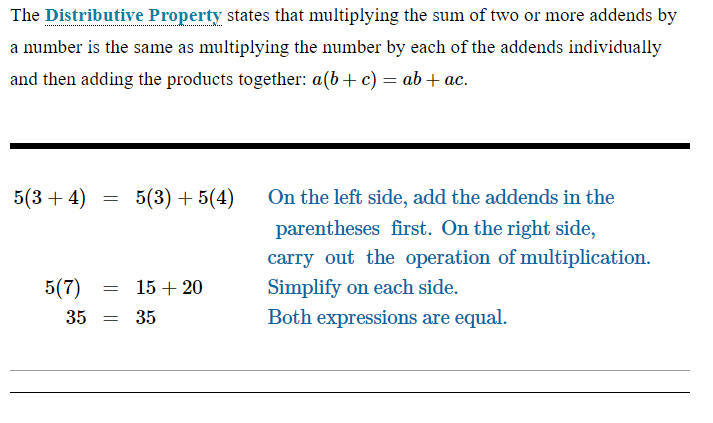 The Distributive Property states that multiplying the sum of two or more addends by
a number is the same as multiplying the number by each of the addends individually
and then adding the products together: a(b + c) = ab + ac.
5(3 + 4) = 5(3) + 5(4) On the left side, add the addends in the
parentheses first. On the right side,
carry out the operation of multiplication.
5(7) = 15 + 20 Simplify on each side.
35 = 35 Both expressions are equal.